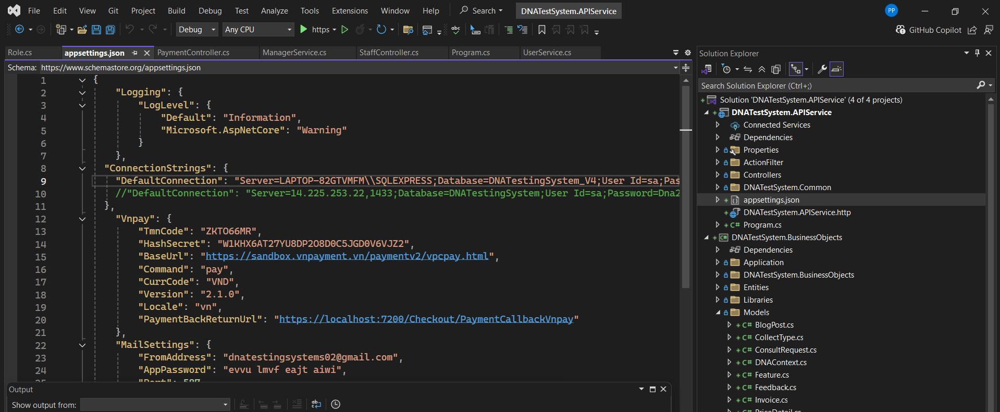 File Edit View Git Project Build Debug Test Analyze Tools Extensions Window Help Search DNATestSystem.APIService PP
Debug Any CPU https GitHub Copilot
Role.cs appsettings.json PaymentController.cs ManagerService.cs StaffController.cs Program.cs UserService.cs
Schema: https://www.schemastore.org/appsettings.json
1 {
2 "Logging": {
3 "LogLevel": {
4 "Default": "Information",
5 "Microsoft.AspNetCore": "Warning"
6 }
7 },
8 "ConnectionStrings": {
9 "DefaultConnection": "Server=LAPTOP-82GTVMFM\\SQLEXPRESS;Database=DNATestingSystem_V4;User Id=sa;Pas
10 //"DefaultConnection": "Server=14.225.253.22,1433;Database=DNATestingSystem;User Id=sa;Password=Dna2
11 },
12 "Vnpay": {
13 "TmnCode": "ZKTO66MR",
14 "HashSecret": "W1KHX6AT27YU8DP2O8D0C5JGD0V6VJZ2",
15 "BaseUrl": "https://sandbox.vnpayment.vn/paymentv2/vpcpay.html",
16 "Command": "pay",
17 "CurrCode": "VND",
18 "Version": "2.1.0",
19 "Locale": "vn",
20 "PaymentBackReturnUrl": "https://localhost:7200/Checkout/PaymentCallbackVnpay"
21 },
22 "MailSettings": {
23 "FromAddress": "dnatestingsystems02@gmail.com",
24 "AppPassword": "evvu lmvf eajt aiwi",
25 "Port": 587
Output
Show output from:
Solution Explorer
Search Solution Explorer (Ctrl+;)
Solution 'DNATestSystem.APIService' (4 of 4 projects)
DNATestSystem.APIService
Connected Services
Dependencies
Properties
ActionFilter
Controllers
DNATestSystem.Common
appsettings.json
DNATestSystem.APIService.http
C# Program.cs
C# DNATestSystem.BusinessObjects
Dependencies
Application
DNATestSystem.BusinessObjects
Entities
Libraries
Models
C# BlogPost.cs
C# CollectType.cs
C# ConsultRequest.cs
C# DNAContext.cs
C# Feature.cs
C# Feedback.cs
C# Invoice.cs
PriceDetail.cs